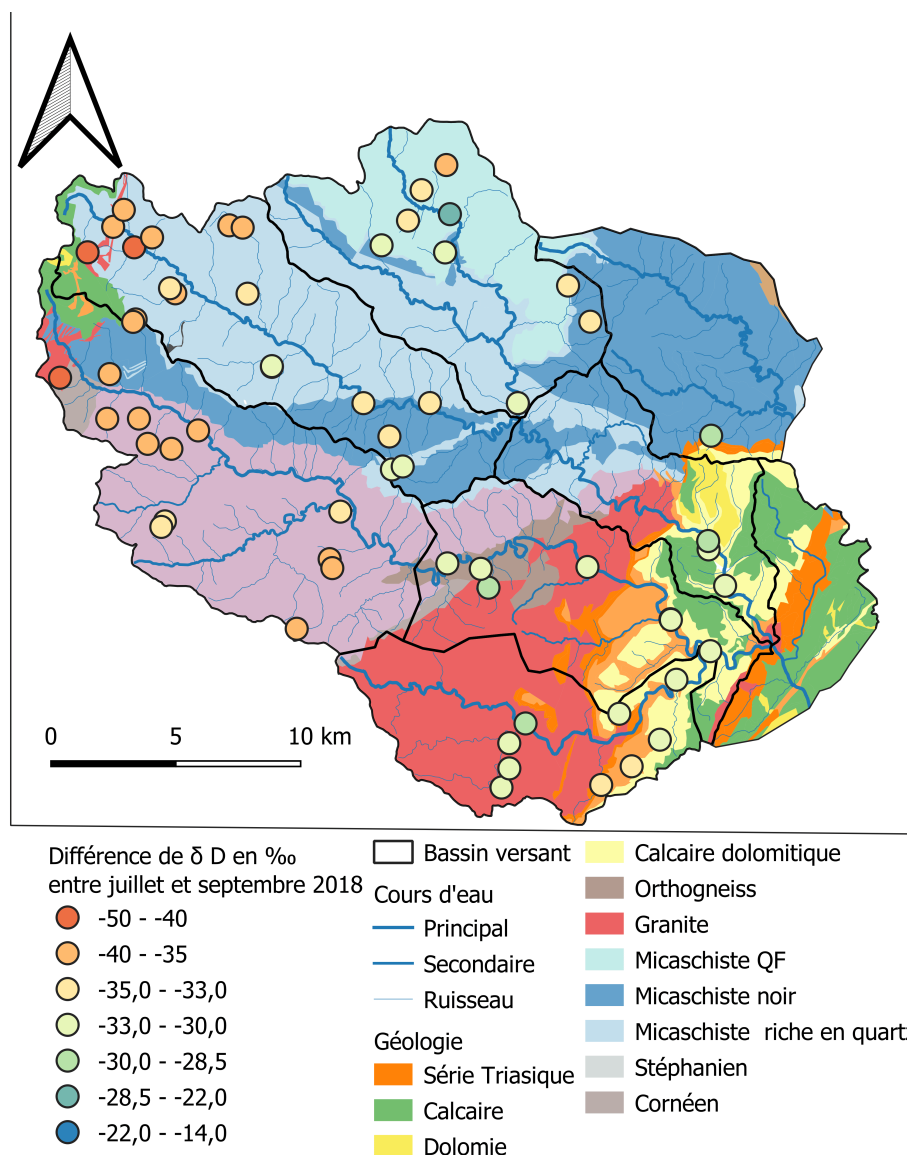 0 5 10 km
Différence de δ D en ‰
entre juillet et septembre 2018
-50 - -40
-40 - -35
-35,0 - -33,0
-33,0 - -30,0
-30,0 - -28,5
-28,5 - -22,0
-22,0 - -14,0
Bassin versant
Cours d'eau
Principal
Secondaire
Ruisseau
Géologie
Série Triasique
Calcaire
Dolomie
Calcaire dolomitique
Orthogneiss
Granite
Micaschiste QF
Micaschiste noir
Micaschiste riche en quart
Stéphanien
Cornéen